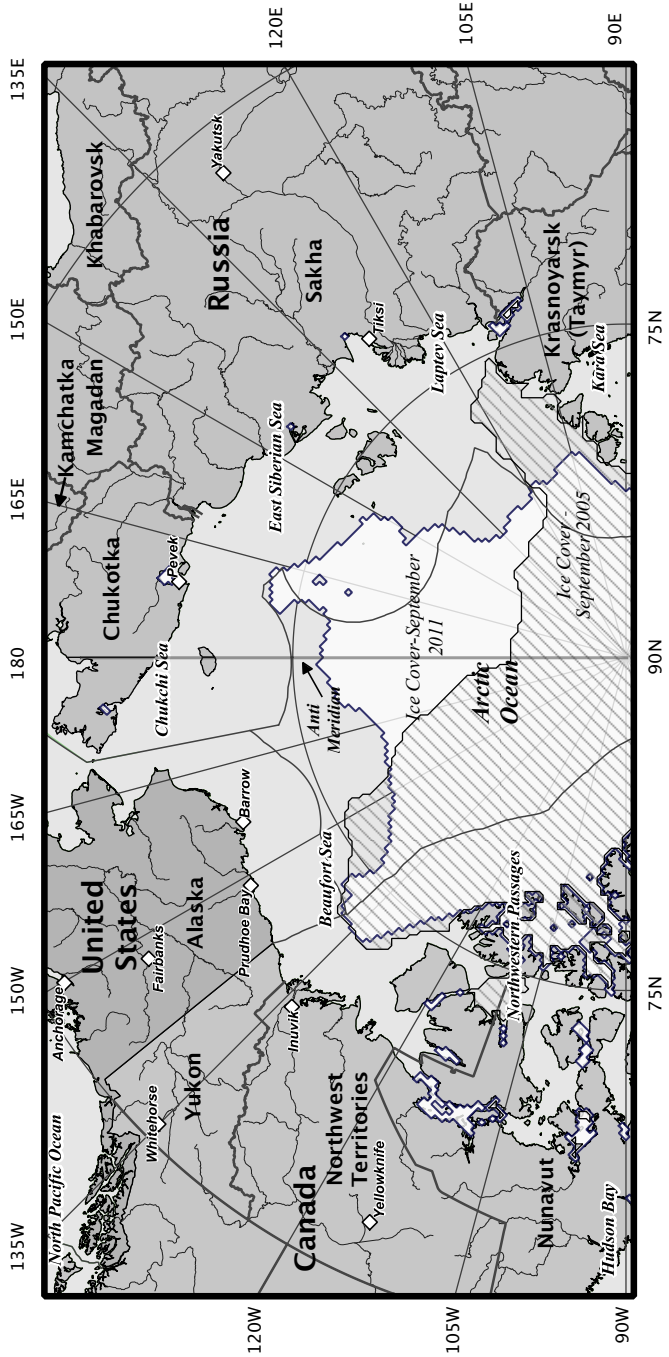 135W
150W
165W
180
165E
150E
135E
120W
105W
90W
75N
90N
75N
90E
105E
120E
North Pacific Ocean
Anchorage
United
States
Fairbanks
Alaska
Prudhoe Bay
Barrow
Whitehorse
Yukon
Inuvik
Canada
Northwest
Territories
Yellowknife
Nunavut
Hudson Bay
Beaufort Sea
Northwestern Passages
Chukchi Sea
Chukotka
Pevek
Kamchatka
Magadan
Khabarovsk
Russia
Yakutsk
Sakha
Tiksi
East Siberian Sea
Laptev Sea
Krasnoyarsk
(Taymyr)
Kara Sea
Anti
Meridian
Ice Cover-September
2011
Arctic
Ocean
Ice Cover -
September 2005